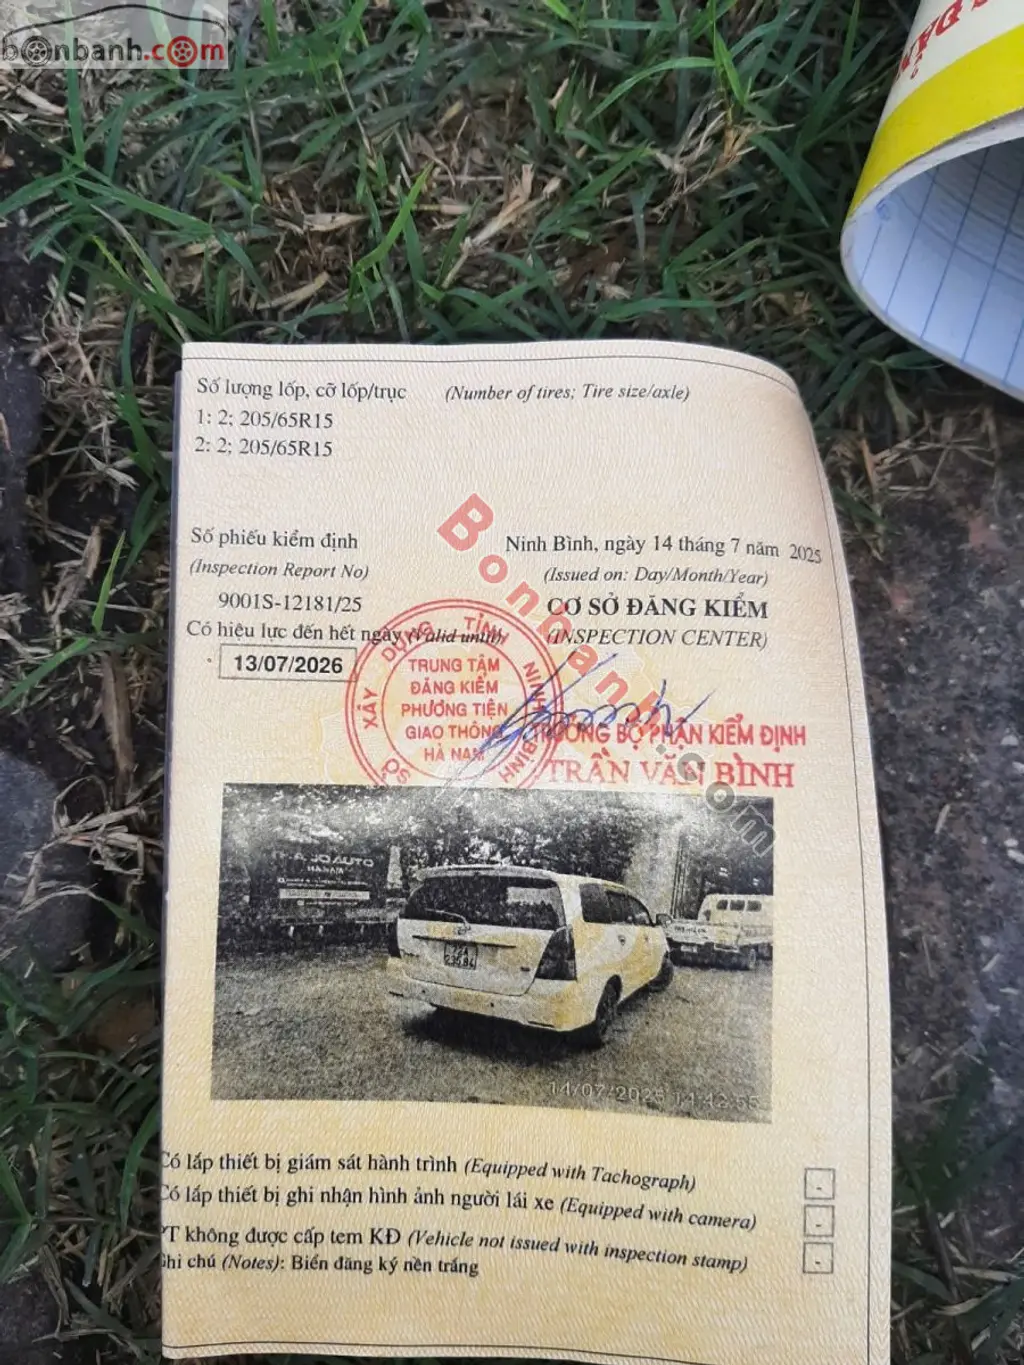 bonbanh.com
Số lượng lốp, cỡ lốp/trục (Number of tires; Tire size/axle)
1: 2; 205/65R15
2: 2; 205/65R15
Số phiếu kiểm định
(Inspection Report No)
9001S-12181/25
Có hiệu lực đến hết ngày (Valid until)
13/07/2026
Ninh Bình, ngày 14 tháng 7 năm 2025
(Issued on: Day/Month/Year)
CƠ SỞ ĐĂNG KIỂM
(INSPECTION CENTER)
SỞ XÂY DỰNG TỈNH NINH BÌNH
TRUNG TÂM
ĐĂNG KIỂM
PHƯƠNG TIỆN
GIAO THÔNG
HÀ NAM
TRƯỞNG BỘ PHẬN KIỂM ĐỊNH
TRẦN VĂN BÌNH
Bonbanh.com
AUTO
14/07/2025 14:42:55
Có lắp thiết bị giám sát hành trình (Equipped with Tachograph) -
Có lắp thiết bị ghi nhận hình ảnh người lái xe (Equipped with camera) -
PT không được cấp tem KĐ (Vehicle not issued with inspection stamp) -
Ghi chú (Notes): Biển đăng ký nền trắng